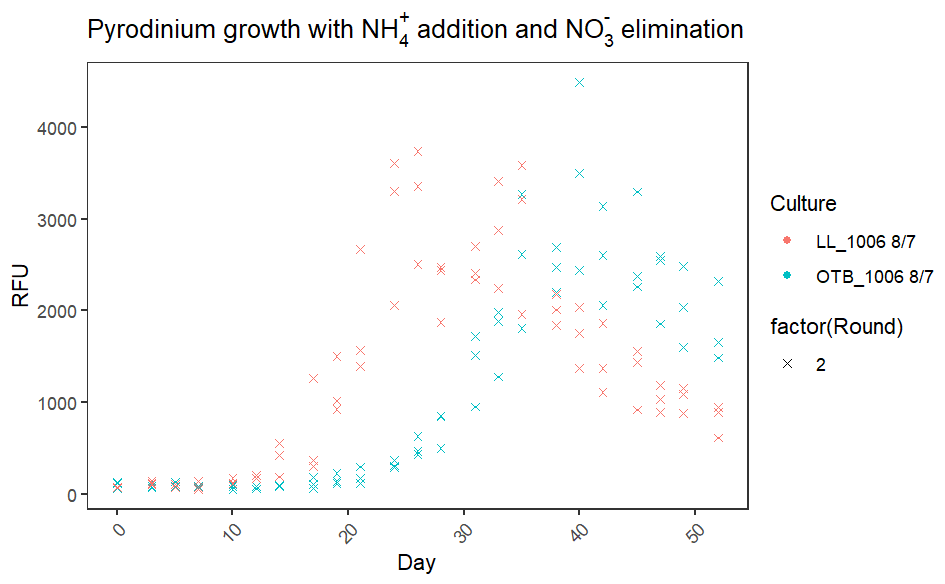 Pyrodinium growth with NH₄⁺ addition and NO₃⁻ elimination
RFU
4000
3000
2000
1000
0
0
10
20
30
40
50
Day
Culture
LL_1006 8/7
OTB_1006 8/7
factor(Round)
2